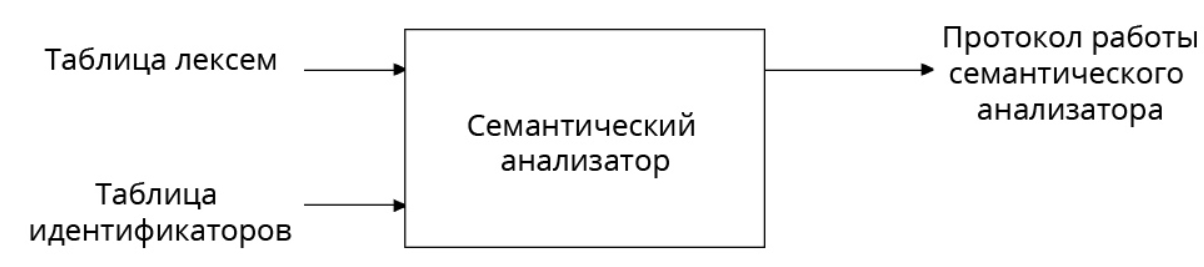 Таблица лексем
Таблица
идентификаторов
Семантический
анализатор
Протокол работы
семантического
анализатора